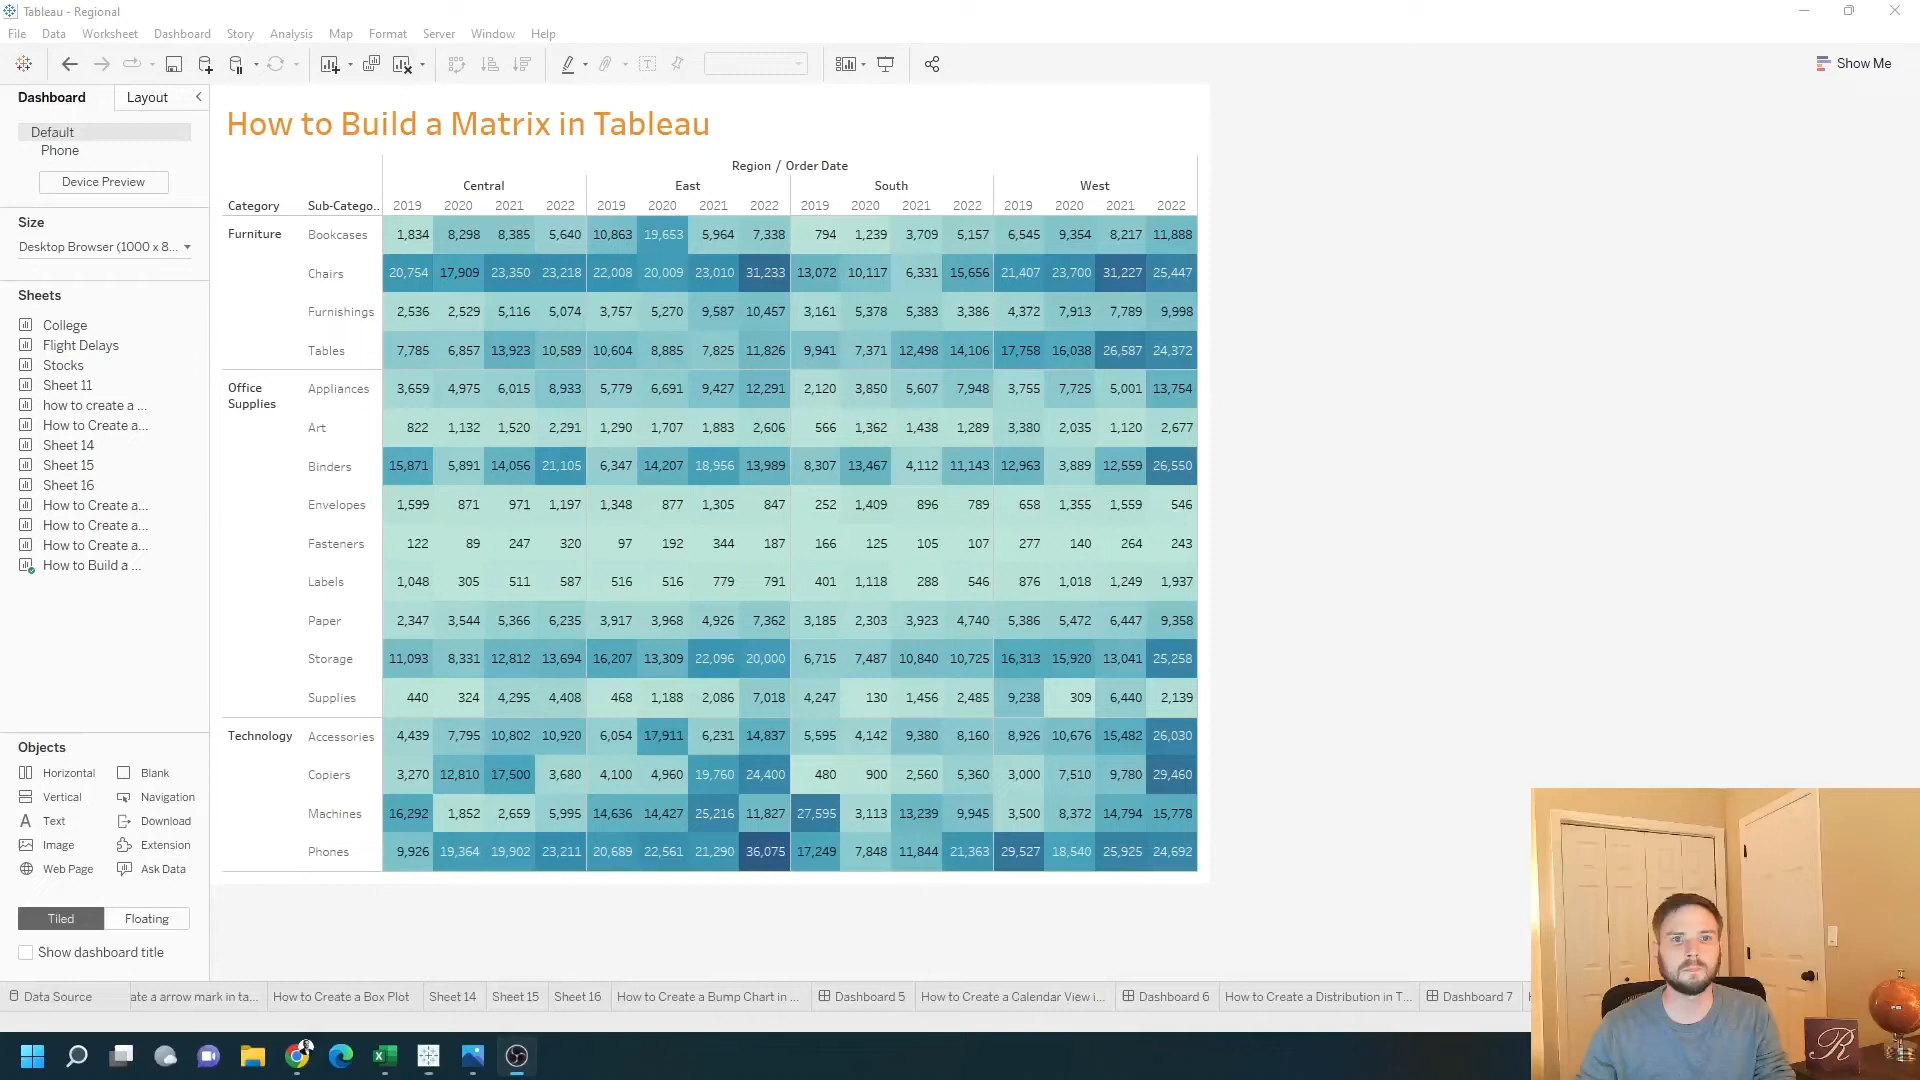 Tableau - Regional
File Data Worksheet Dashboard Story Analysis Map Format Server Window Help
Show Me
Dashboard Layout
Default
Phone
Device Preview
Size
Desktop Browser (1000 x 8...
Sheets
College
Flight Delays
Stocks
Sheet 11
how to create a ...
How to Create a...
Sheet 14
Sheet 15
Sheet 16
How to Create a...
How to Create a...
How to Create a...
How to Build a ...
Objects
Horizontal Blank
Vertical Navigation
Text Download
Image Extension
Web Page Ask Data
Tiled Floating
Show dashboard title
How to Build a Matrix in Tableau
Region / Order Date
Central East South West
Category Sub-Catego.. 2019 2020 2021 2022 2019 2020 2021 2022 2019 2020 2021 2022 2019 2020 2021 2022
Furniture Bookcases 1,834 8,298 8,385 5,640 10,863 19,653 5,964 7,338 794 1,239 3,709 5,157 6,545 9,354 8,217 11,888
Chairs 20,754 17,909 23,350 23,218 22,008 20,009 23,010 31,233 13,072 10,117 6,331 15,656 21,407 23,700 31,227 25,447
Furnishings 2,536 2,529 5,116 5,074 3,757 5,270 9,587 10,457 3,161 5,378 5,383 3,386 4,372 7,913 7,789 9,998
Tables 7,785 6,857 13,923 10,589 10,604 8,885 7,825 11,826 9,941 7,371 12,498 14,106 17,758 16,038 26,587 24,372
Office
Supplies
Appliances 3,659 4,975 6,015 8,933 5,779 6,691 9,427 12,291 2,120 3,850 5,607 7,948 3,755 7,725 5,001 13,754
Art 822 1,132 1,520 2,291 1,290 1,707 1,883 2,606 566 1,362 1,438 1,289 3,380 2,035 1,120 2,677
Binders 15,871 5,891 14,056 21,105 6,347 14,207 18,956 13,989 8,307 13,467 4,112 11,143 12,963 3,889 12,559 26,550
Envelopes 1,599 871 971 1,197 1,348 877 1,305 847 252 1,409 896 789 658 1,355 1,559 546
Fasteners 122 89 247 320 97 192 344 187 166 125 105 107 277 140 264 243
Labels 1,048 305 511 587 516 516 779 791 401 1,118 288 546 876 1,018 1,249 1,937
Paper 2,347 3,544 5,366 6,235 3,917 3,968 4,926 7,362 3,185 2,303 3,923 4,740 5,386 5,472 6,447 9,358
Storage 11,093 8,331 12,812 13,694 16,207 13,309 22,096 20,000 6,715 7,487 10,840 10,725 16,313 15,920 13,041 25,258
Supplies 440 324 4,295 4,408 468 1,188 2,086 7,018 4,247 130 1,456 2,485 9,238 309 6,440 2,139
Technology Accessories 4,439 7,795 10,802 10,920 6,054 17,911 6,231 14,837 5,595 4,142 9,380 8,160 8,926 10,676 15,482 26,030
Copiers 3,270 12,810 17,500 3,680 4,100 4,960 19,760 24,400 480 900 2,560 5,360 3,000 7,510 9,780 29,460
Machines 16,292 1,852 2,659 5,995 14,636 14,427 25,216 11,827 27,595 3,113 13,239 9,945 3,500 8,372 14,794 15,778
Phones 9,926 19,364 19,902 23,211 20,689 22,561 21,290 36,075 17,249 7,848 11,844 21,363 29,527 18,540 25,925 24,692
Data Source ate a arrow mark in ta... How to Create a Box Plot Sheet 14 Sheet 15 Sheet 16 How to Create a Bump Chart in ... Dashboard 5 How to Create a Calendar View i... Dashboard 6 How to Create a Distribution in T... Dashboard 7
R